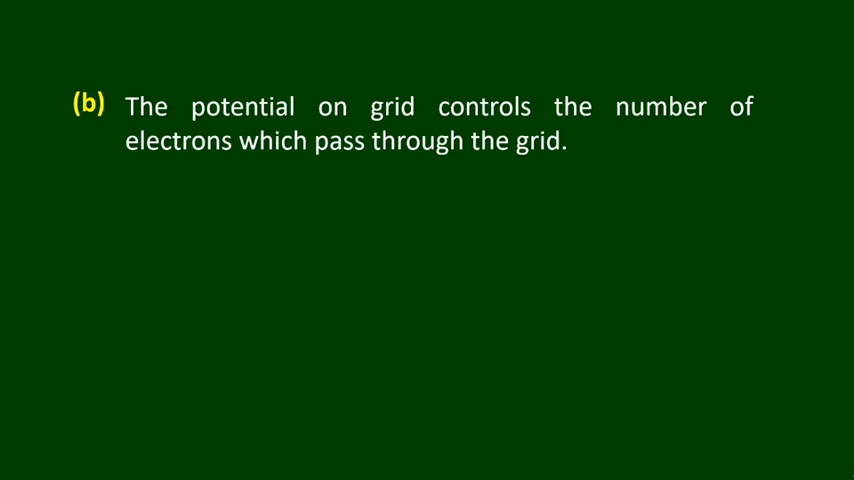 (b) The potential on grid controls the number of
electrons which pass through the grid.